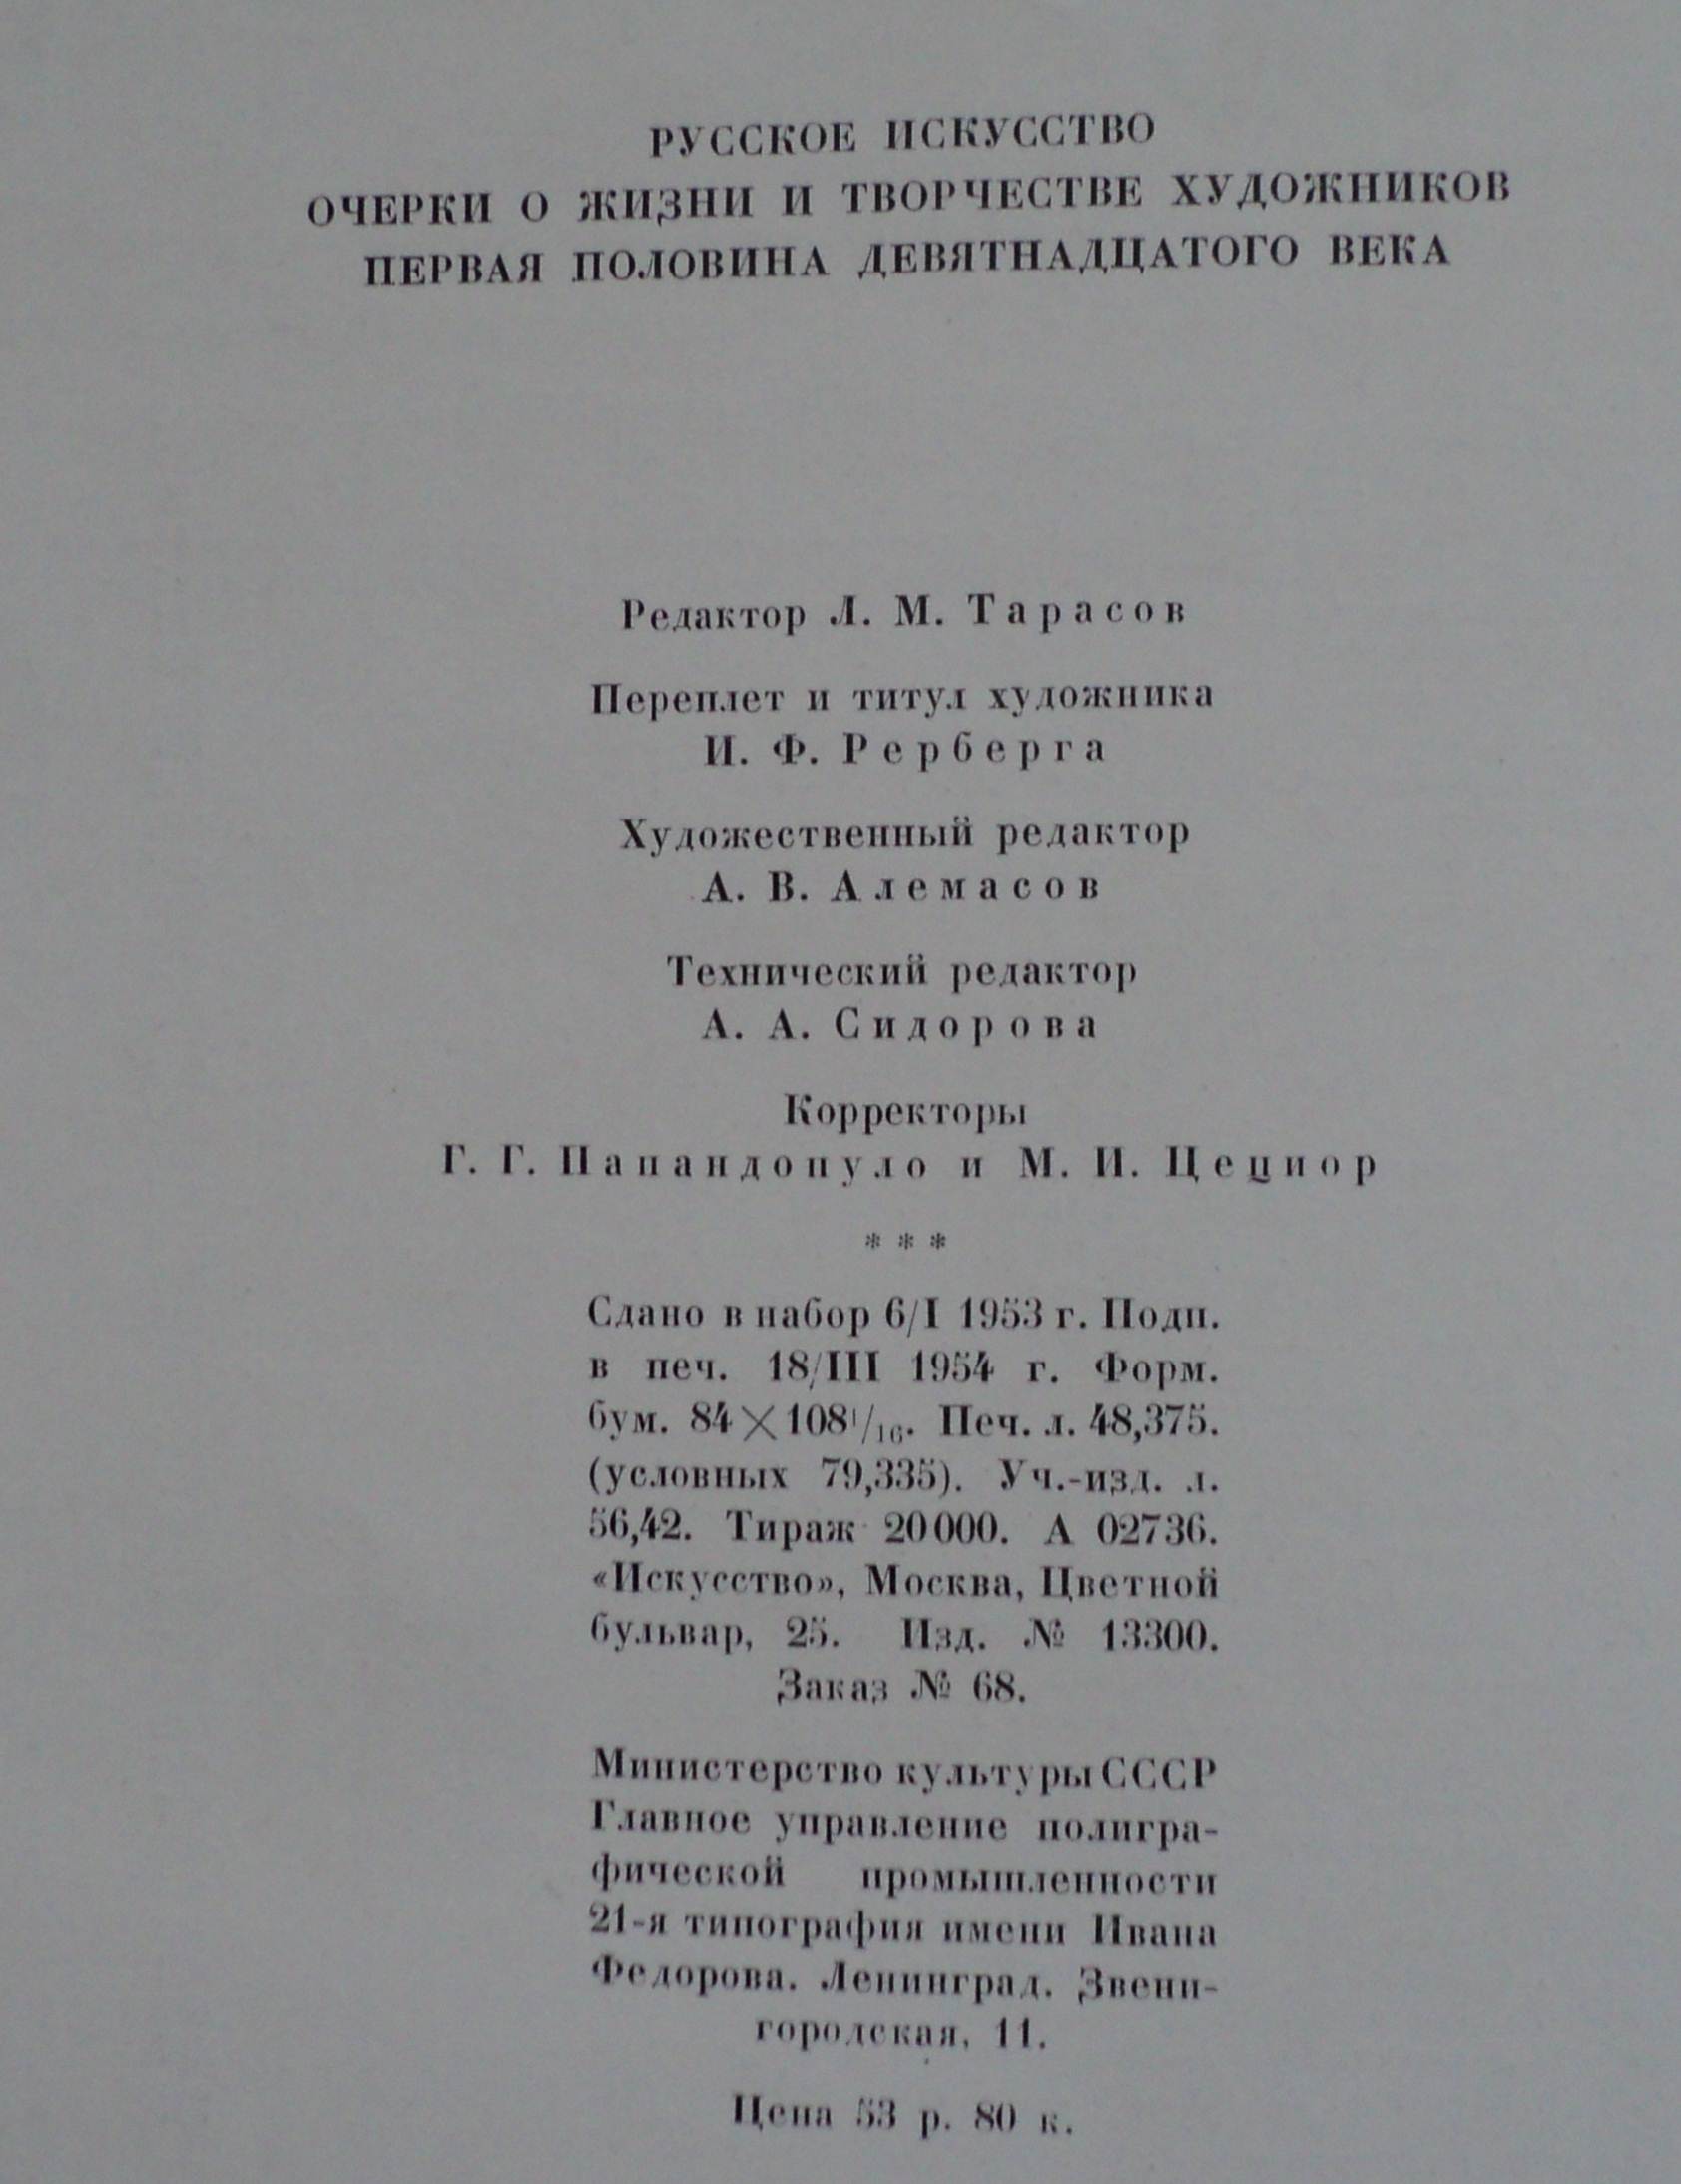 РУССКОЕ ИСКУССТВО
ОЧЕРКИ О ЖИЗНИ И ТВОРЧЕСТВЕ ХУДОЖНИКОВ
ПЕРВАЯ ПОЛОВИНА ДЕВЯТНАДЦАТОГО ВЕКА
Редактор Л. М. Тарасов
Переплет и титул художника
И. Ф. Рерберга
Художественный редактор
А. В. Алемасов
Технический редактор
А. А. Сидорова
Корректоры
Г. Г. Папандопуло и М. И. Цециор
* * *
Сдано в набор 6/I 1953 г. Подп.
в печ. 18/III 1954 г. Форм.
бум. 84×108¹/₁₆. Печ. л. 48,375.
(условных 79,335). Уч.-изд. л.
56,42. Тираж 20000. А 02736.
«Искусство», Москва, Цветной
бульвар, 25. Изд. № 13300.
Заказ № 68.
Министерство культуры СССР
Главное управление полигра-
фической промышленности
21-я типография имени Ивана
Федорова. Ленинград. Звени-
городская, 11.
Цена 53 р. 80 к.